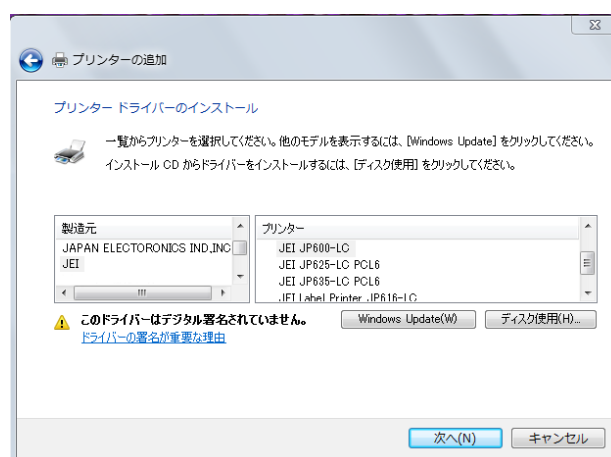 プリンターの追加
プリンター ドライバーのインストール
一覧からプリンターを選択してください。他のモデルを表示するには、[Windows Update] をクリックしてください。
インストール CD からドライバーをインストールするには、[ディスク使用] をクリックしてください。
製造元
JAPAN ELECTORONICS IND,INC
JEI
プリンター
JEI JP600-LC
JEI JP625-LC PCL6
JEI JP635-LC PCL6
JEI Label Printer JP616-LC
このドライバーはデジタル署名されていません。
ドライバーの署名が重要な理由
Windows Update(W)
ディスク使用(H)...
次へ(N)
キャンセル